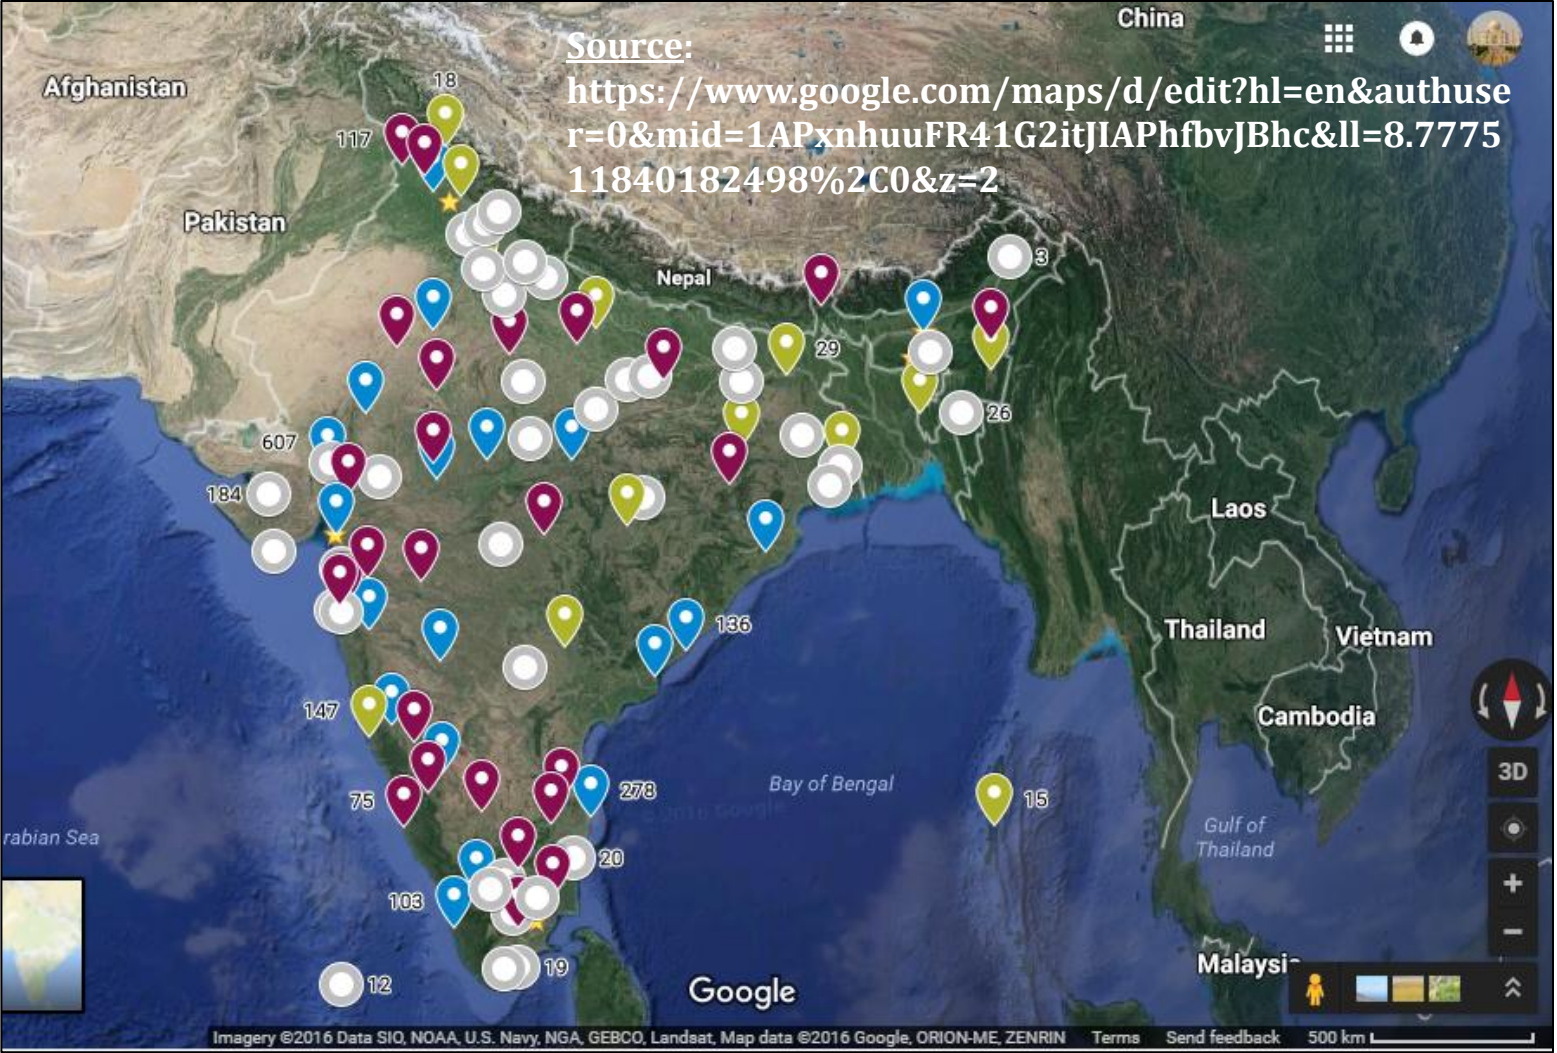 China
Source:
Afghanistan
18
https://www.google.com/maps/d/edit?hl=en&authuse
r=0&mid=1APxnhuuFR41G2itJIAPhfbvJBhc&ll=8.7775
11840182498%2C0&z=2
117
Pakistan
Nepal
3
29
26
607
184
Laos
136
Thailand
Vietnam
147
Cambodia
3D
75
278
Bay of Bengal
15
© 2016 Google
rabian Sea
Gulf of
Thailand
20
103
19
12
Google
Malaysia
Imagery ©2016 Data SIO, NOAA, U.S. Navy, NGA, GEBCO, Landsat, Map data ©2016 Google, ORION-ME, ZENRIN Terms Send feedback 500 km